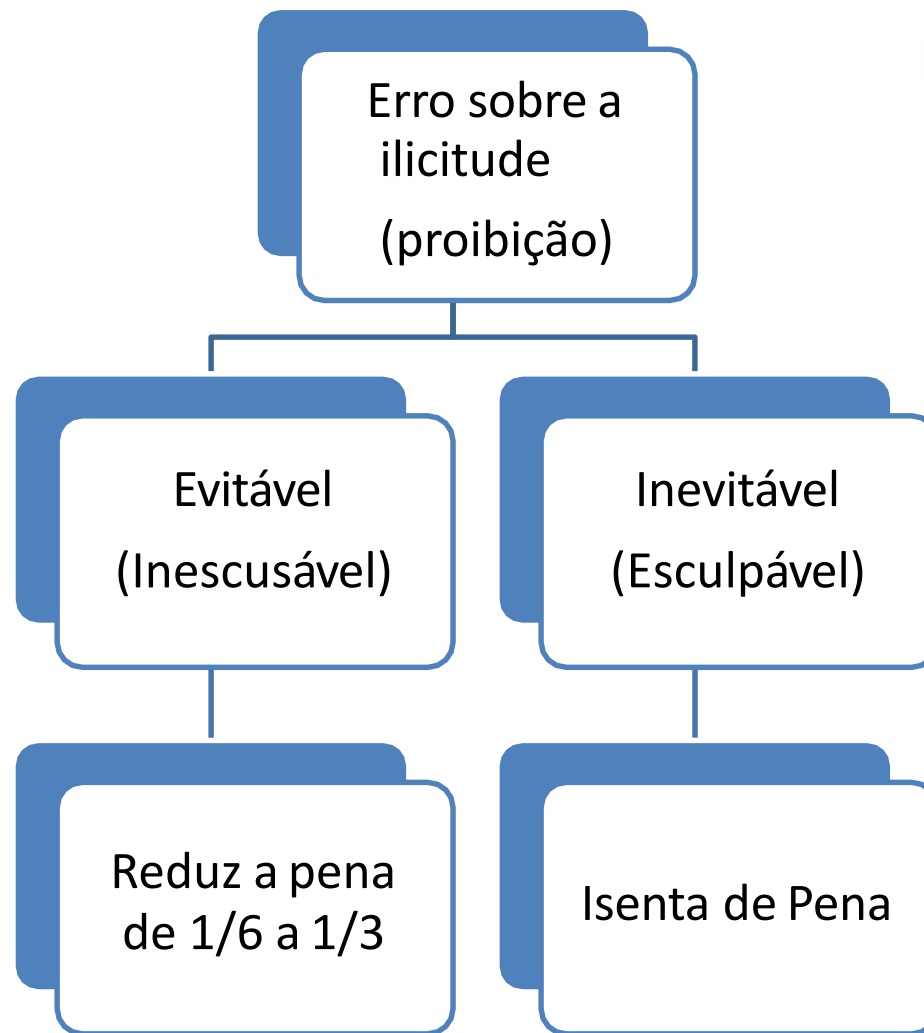 Erro sobre a
ilicitude
(proibição)
Evitável
(Inescusável)
Inevitável
(Esculpável)
Reduz a pena
de 1/6 a 1/3
Isenta de Pena